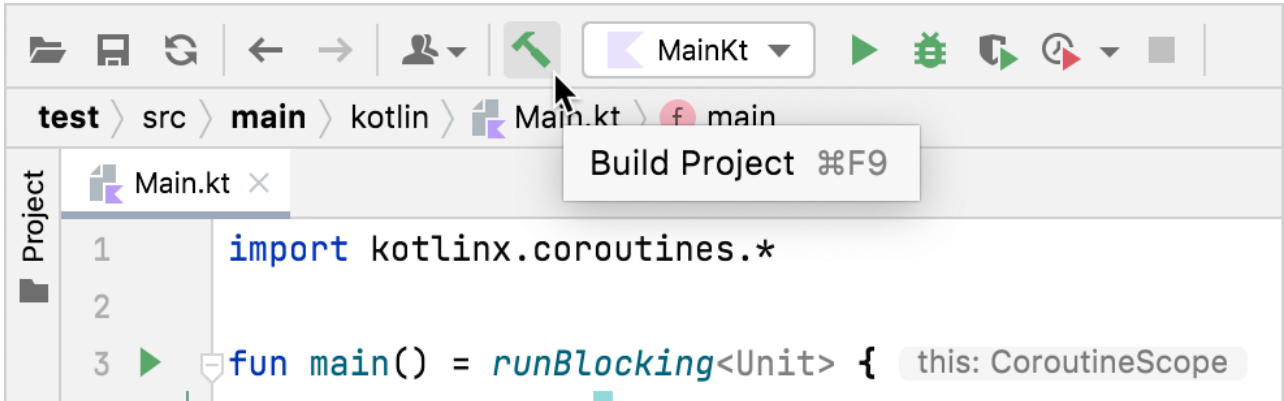 MainKt
test src main kotlin Main.kt f main
Build Project ⌘F9
Project
Main.kt
1 import kotlinx.coroutines.*
2
3 fun main() = runBlocking<Unit> { this: CoroutineScope